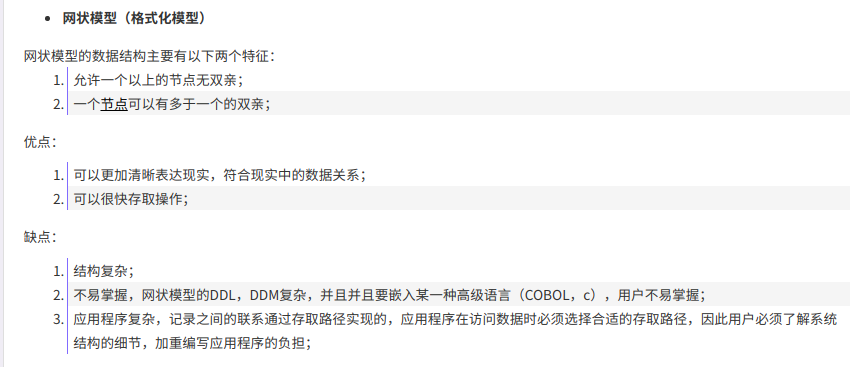 • 网状模型（格式化模型）
网状模型的数据结构主要有以下两个特征：
1. 允许一个以上的节点无双亲；
2. 一个节点可以有多于一个的双亲；
优点：
1. 可以更加清晰表达现实，符合现实中的数据关系；
2. 可以很快存取操作；
缺点：
1. 结构复杂；
2. 不易掌握，网状模型的DDL，DDM复杂，并且并且要嵌入某一种高级语言（COBOL，c），用户不易掌握；
3. 应用程序复杂，记录之间的联系通过存取路径实现的，应用程序在访问数据时必须选择合适的存取路径，因此用户必须了解系统
结构的细节，加重编写应用程序的负担；